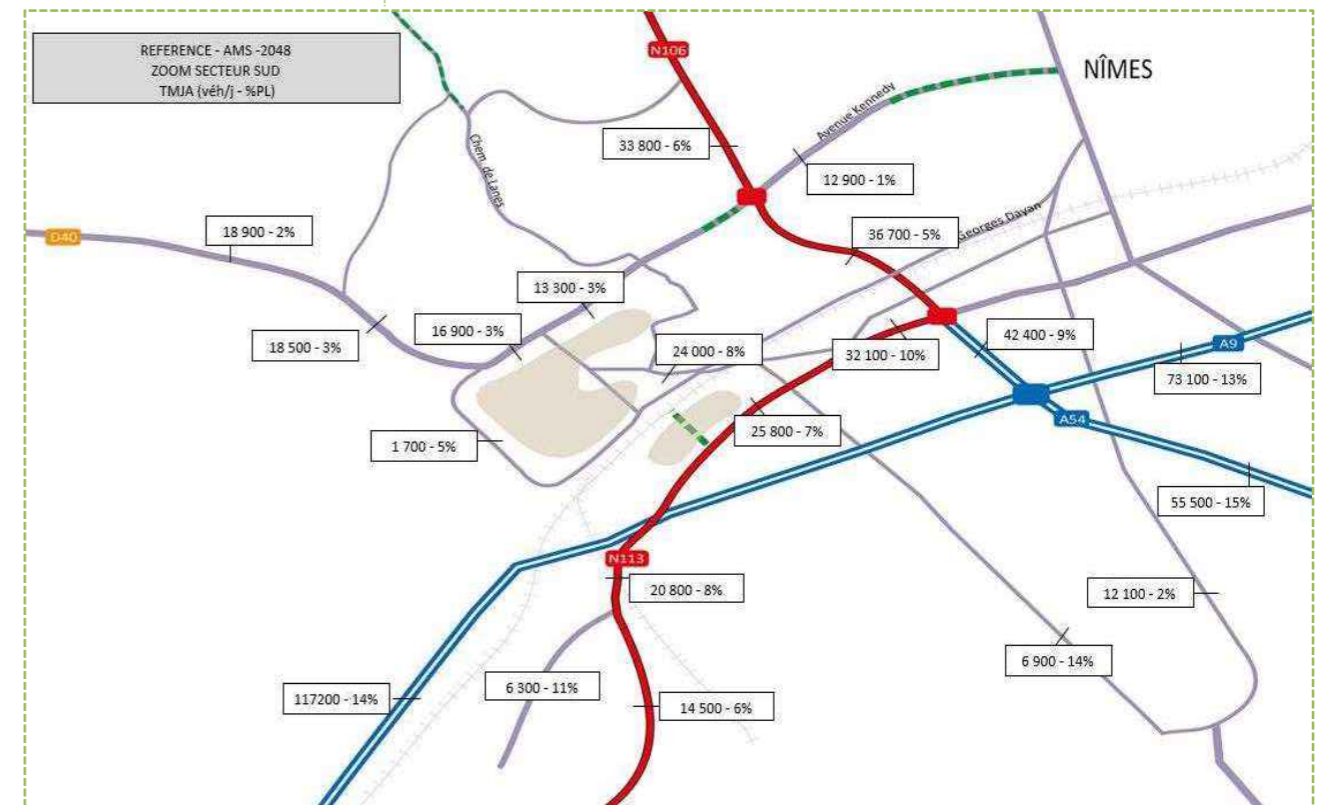 REFERENCE - AMS -2048
ZOOM SECTEUR SUD
TMJA (véh/j - %PL)
N106
NÎMES
Avenue Kennedy
33 800 - 6%
Chem. de Lanes
12 900 - 1%
18 900 - 2%
D40
36 700 - 5%
Georges Dayan
13 300 - 3%
16 900 - 3%
18 500 - 3%
24 000 - 8%
32 100 - 10%
42 400 - 9%
A9
73 100 - 13%
A54
25 800 - 7%
1 700 - 5%
55 500 - 15%
N113
20 800 - 8%
12 100 - 2%
6 900 - 14%
6 300 - 11%
117200 - 14%
14 500 - 6%